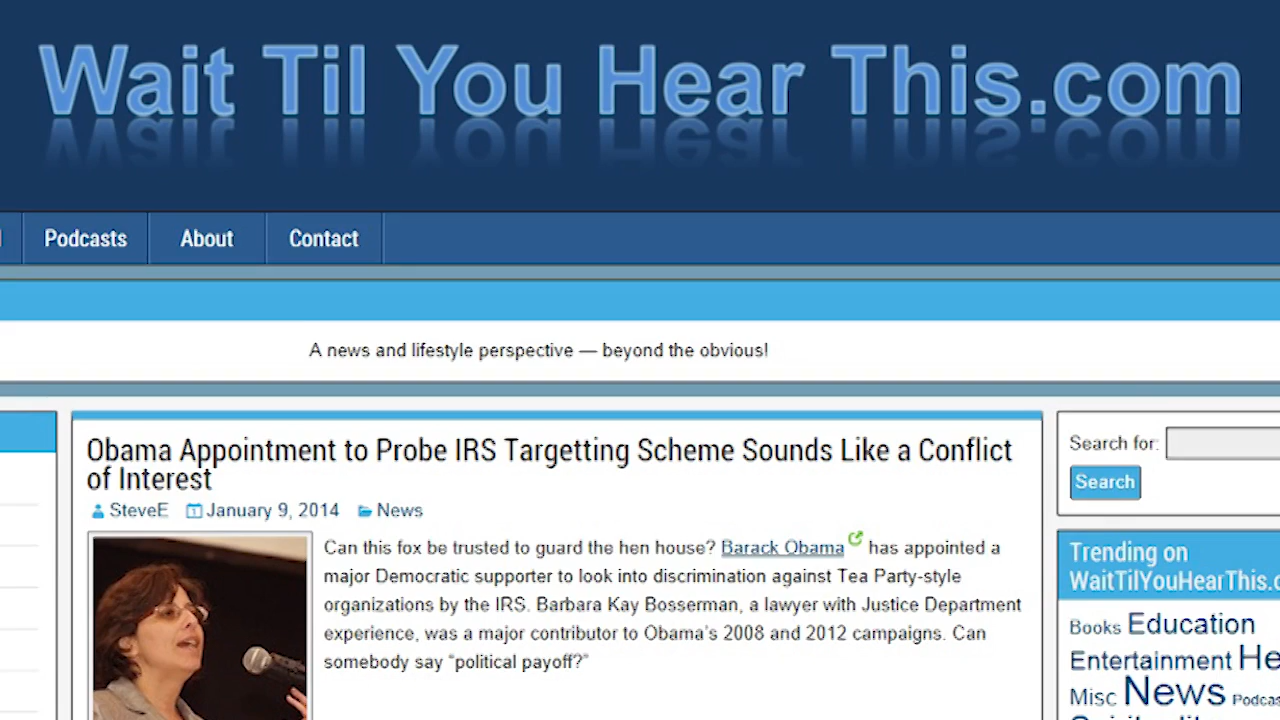 Wait Til You Hear This.com
Podcasts About Contact
A news and lifestyle perspective — beyond the obvious!
Obama Appointment to Probe IRS Targetting Scheme Sounds Like a Conflict
of Interest
SteveE January 9, 2014 News
Can this fox be trusted to guard the hen house? Barack Obama has appointed a
major Democratic supporter to look into discrimination against Tea Party-style
organizations by the IRS. Barbara Kay Bosserman, a lawyer with Justice Department
experience, was a major contributor to Obama's 2008 and 2012 campaigns. Can
somebody say “political payoff?”
Search for:
Search
Trending on
WaitTilYouHearThis.c
Books Education
Entertainment He
Misc News Podcas